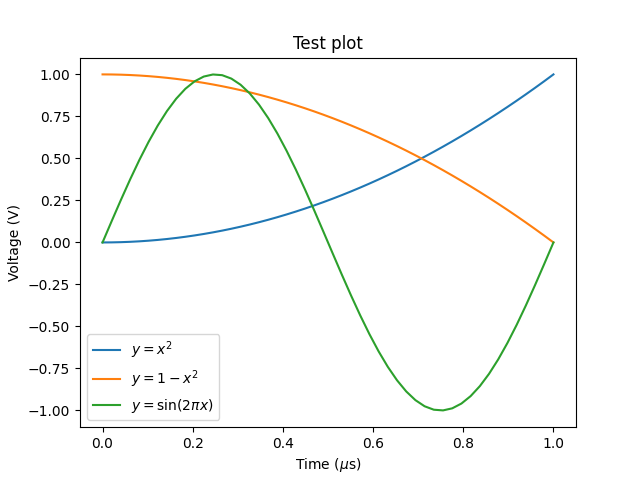 Test plot
Voltage (V)
1.00
0.75
0.50
0.25
0.00
−0.25
−0.50
−0.75
−1.00
y = x²
y = 1 − x²
y = sin(2πx)
0.0 0.2 0.4 0.6 0.8 1.0
Time (μs)